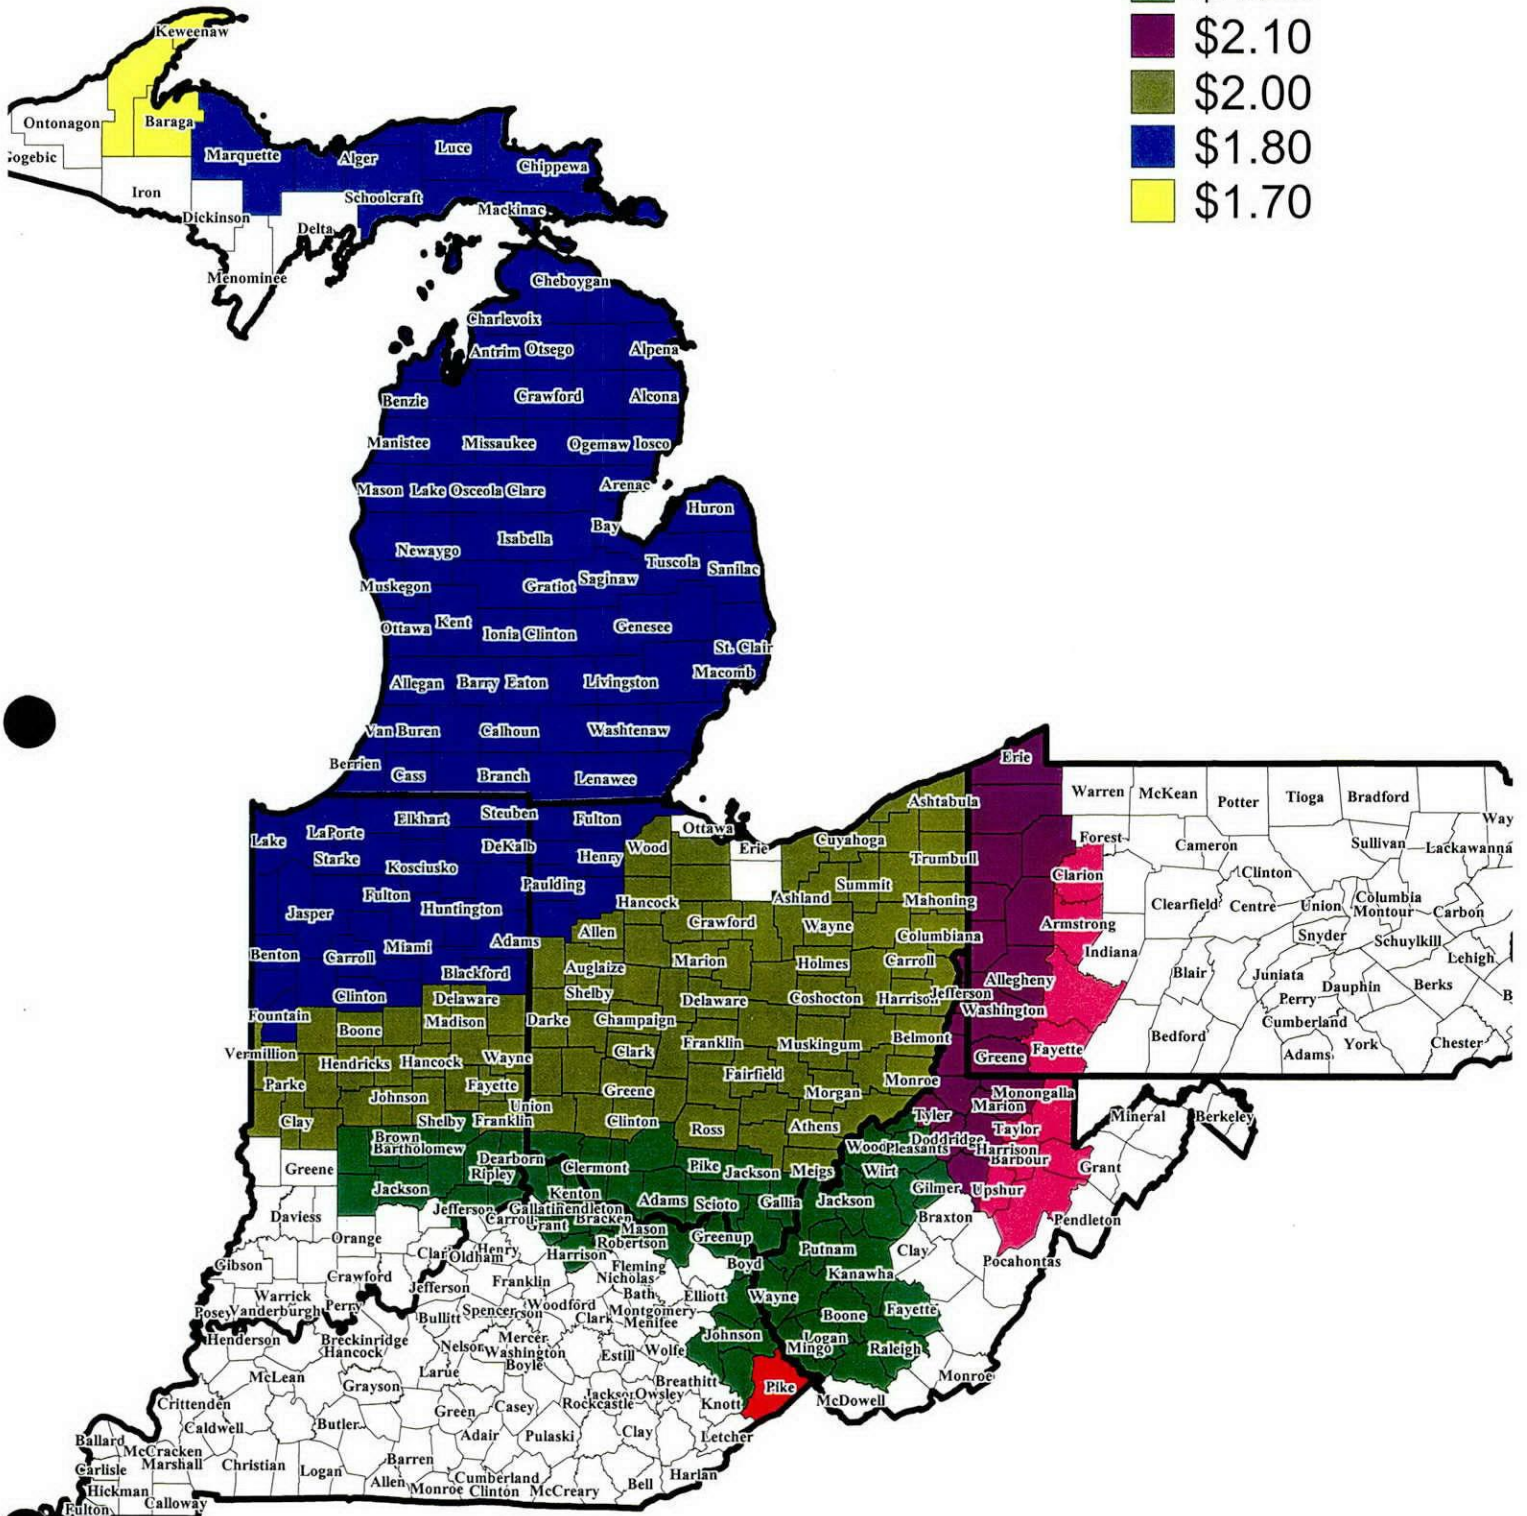 $2.10
$2.00
$1.80
$1.70
Keweenaw
Ontonagon
Baraga
Gogebic
Marquette
Alger
Luce
Chippewa
Iron
Schoolcraft
Dickinson
Mackinac
Delta
Menominee
Cheboygan
Charlevoix
Antrim Otsego
Alpena
Benzie
Crawford
Alcona
Manistee
Missaukee
Ogemaw Iosco
Mason Lake Osceola Clare
Arenac
Huron
Bay
Isabella
Newaygo
Tuscola
Sanilac
Muskegon
Gratiot
Saginaw
Ottawa
Kent
Ionia Clinton
Genesee
St. Clair
Macomb
Allegan
Barry Eaton
Livingston
Van Buren
Calhoun
Washtenaw
Berrien
Cass
Branch
Lenawee
Erie
Warren
McKean
Potter
Tioga
Bradford
Way
Lake
LaPorte
Elkhart
Steuben
Fulton
Ottawa
Ashtabula
Starke
DeKalb
Henry
Wood
Erie
Cuyahoga
Trumbull
Forest
Cameron
Sullivan
Lackawanna
Kosciusko
Fulton
Paulding
Summit
Clarion
Clinton
Jasper
Huntington
Hancock
Ashland
Mahoning
Clearfield
Centre
Union
Columbia
Montour
Carbon
Allen
Crawford
Wayne
Columbiana
Armstrong
Snyder
Schuylkill
Benton
Carroll
Miami
Adams
Blackford
Auglaize
Marion
Holmes
Carroll
Indiana
Lehigh
Allegheny
Blair
Juniata
Dauphin
Berks
Clinton
Delaware
Shelby
Delaware
Coshocton
Harrison
Jefferson
Washington
Perry
Cumberland
B
Fountain
Boone
Madison
Darke
Champaign
Franklin
Muskingum
Belmont
Bedford
Adams
York
Chester
Vermillion
Hendricks
Hancock
Wayne
Clark
Greene
Fayette
Parke
Johnson
Fayette
Greene
Fairfield
Morgan
Monroe
Monongalia
Marion
Clay
Shelby
Franklin
Union
Clinton
Ross
Athens
Tyler
Taylor
Mineral
Berkeley
Brown
Bartholomew
Dearborn
Ripley
Wood
Pleasants
Doddridge
Harrison
Barbour
Greene
Clermont
Pike
Jackson
Meigs
Wirt
Grant
Jackson
Kenton
Adams
Scioto
Gallia
Jackson
Gilmer
Upshur
Daviess
Jefferson
Gallatin
Pendleton
Carroll
Grant
Bracken
Mason
Braxton
Pendleton
Orange
Robertson
Greenup
Clark
Oldham
Henry
Harrison
Putnam
Clay
Pocahontas
Gibson
Crawford
Franklin
Fleming
Nicholas
Boyd
Kanawha
Jefferson
Bath
Elliott
Wayne
Warrick
Posey
Vanderburgh
Perry
Bullitt
Spencer
Woodford
Clark
Montgomery
Menifee
Boone
Fayette
Henderson
Breckinridge
Hancock
Nelson
Mercer
Washington
Boyle
Estill
Wolfe
Johnson
Logan
Mingo
Raleigh
McLean
Grayson
Larue
Breathitt
Pike
Monroe
Crittenden
Caldwell
Butler
Green
Casey
Jackson
Owsley
Rockcastle
Knott
McDowell
Ballard
McCracken
Marshall
Adair
Pulaski
Clay
Letcher
Carlisle
Christian
Logan
Barren
Harlan
Hickman
Allen
Monroe
Cumberland
Clinton
McCreary
Bell
Fulton
Calloway